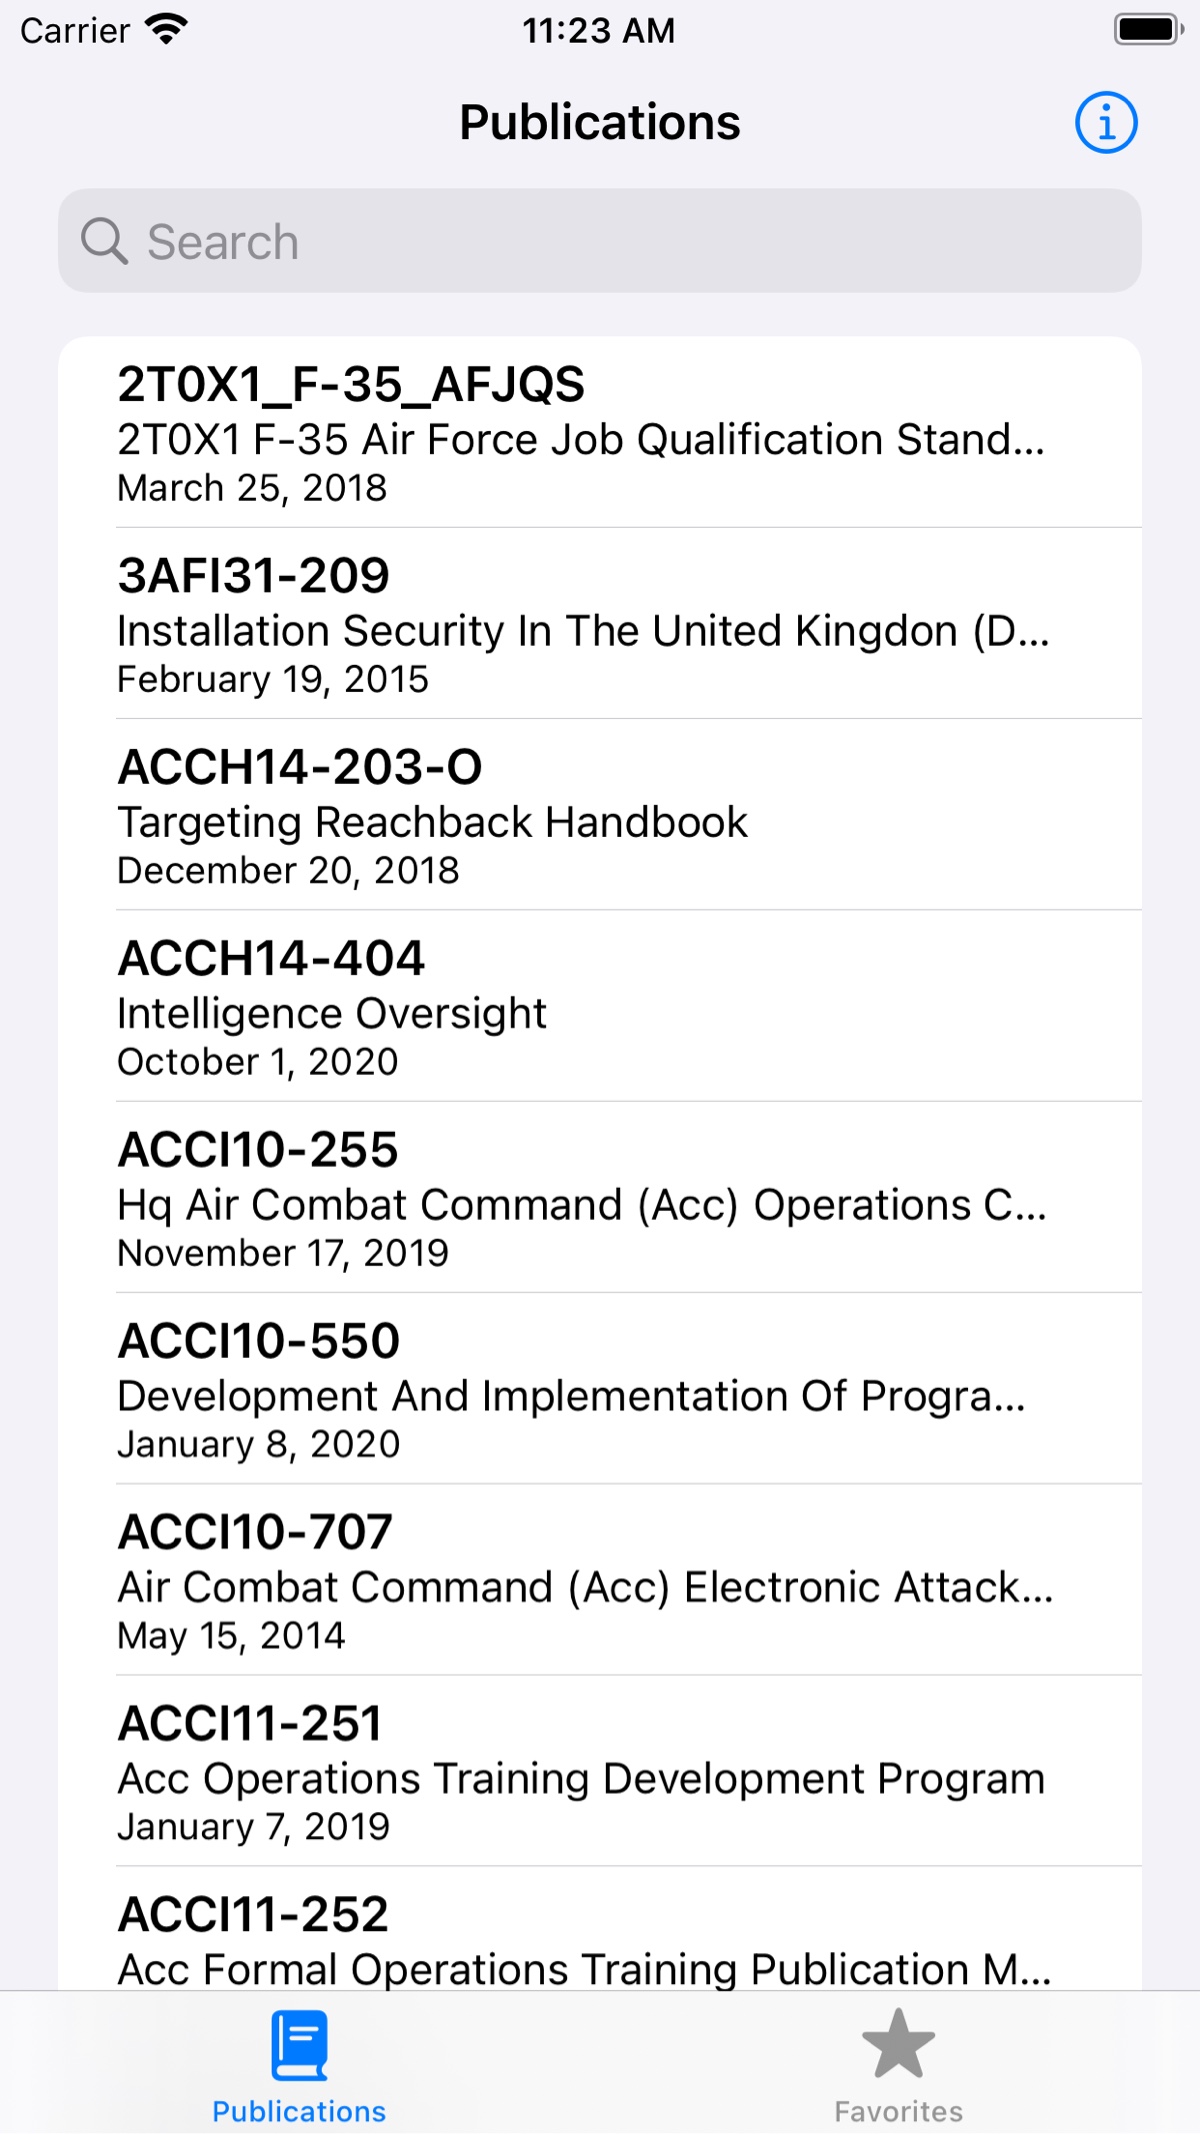 Carrier 11:23 AM
Publications
Search
2T0X1_F-35_AFJQS
2T0X1 F-35 Air Force Job Qualification Stand...
March 25, 2018
3AFI31-209
Installation Security In The United Kingdon (D...
February 19, 2015
ACCH14-203-O
Targeting Reachback Handbook
December 20, 2018
ACCH14-404
Intelligence Oversight
October 1, 2020
ACCI10-255
Hq Air Combat Command (Acc) Operations C...
November 17, 2019
ACCI10-550
Development And Implementation Of Progra...
January 8, 2020
ACCI10-707
Air Combat Command (Acc) Electronic Attack...
May 15, 2014
ACCI11-251
Acc Operations Training Development Program
January 7, 2019
ACCI11-252
Acc Formal Operations Training Publication M...
Publications Favorites